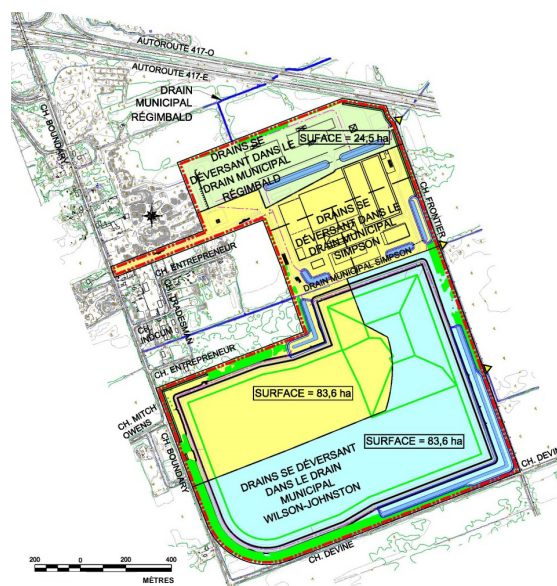 AUTOROUTE 417-O
AUTOROUTE 417-E
DRAIN
MUNICIPAL
RÉGIMBALD
CH. BOUNDARY
DRAINS SE
DÉVERSANT DANS LE
DRAIN MUNICIPAL
RÉGIMBALD
SUFACE = 24,5 ha
CH. FRONTIER
DRAINS SE
DÉVERSANT DANS LE
DRAIN MUNICIPAL
SIMPSON
DRAIN MUNICIPAL SIMPSON
CH. ENTREPRENEUR
CH. TRADESMAN
CH.
INDCUM
CH. ENTREPRENEUR
CH. MITCH
OWENS
CH. BOUNDARY
SURFACE = 83,6 ha
SURFACE = 83,6 ha
DRAINS SE DÉVERSANT
DANS LE DRAIN
MUNICIPAL
WILSON-JOHNSTON
CH. DEVINE
CH. DEVINE
200 0 200 400
MÈTRES